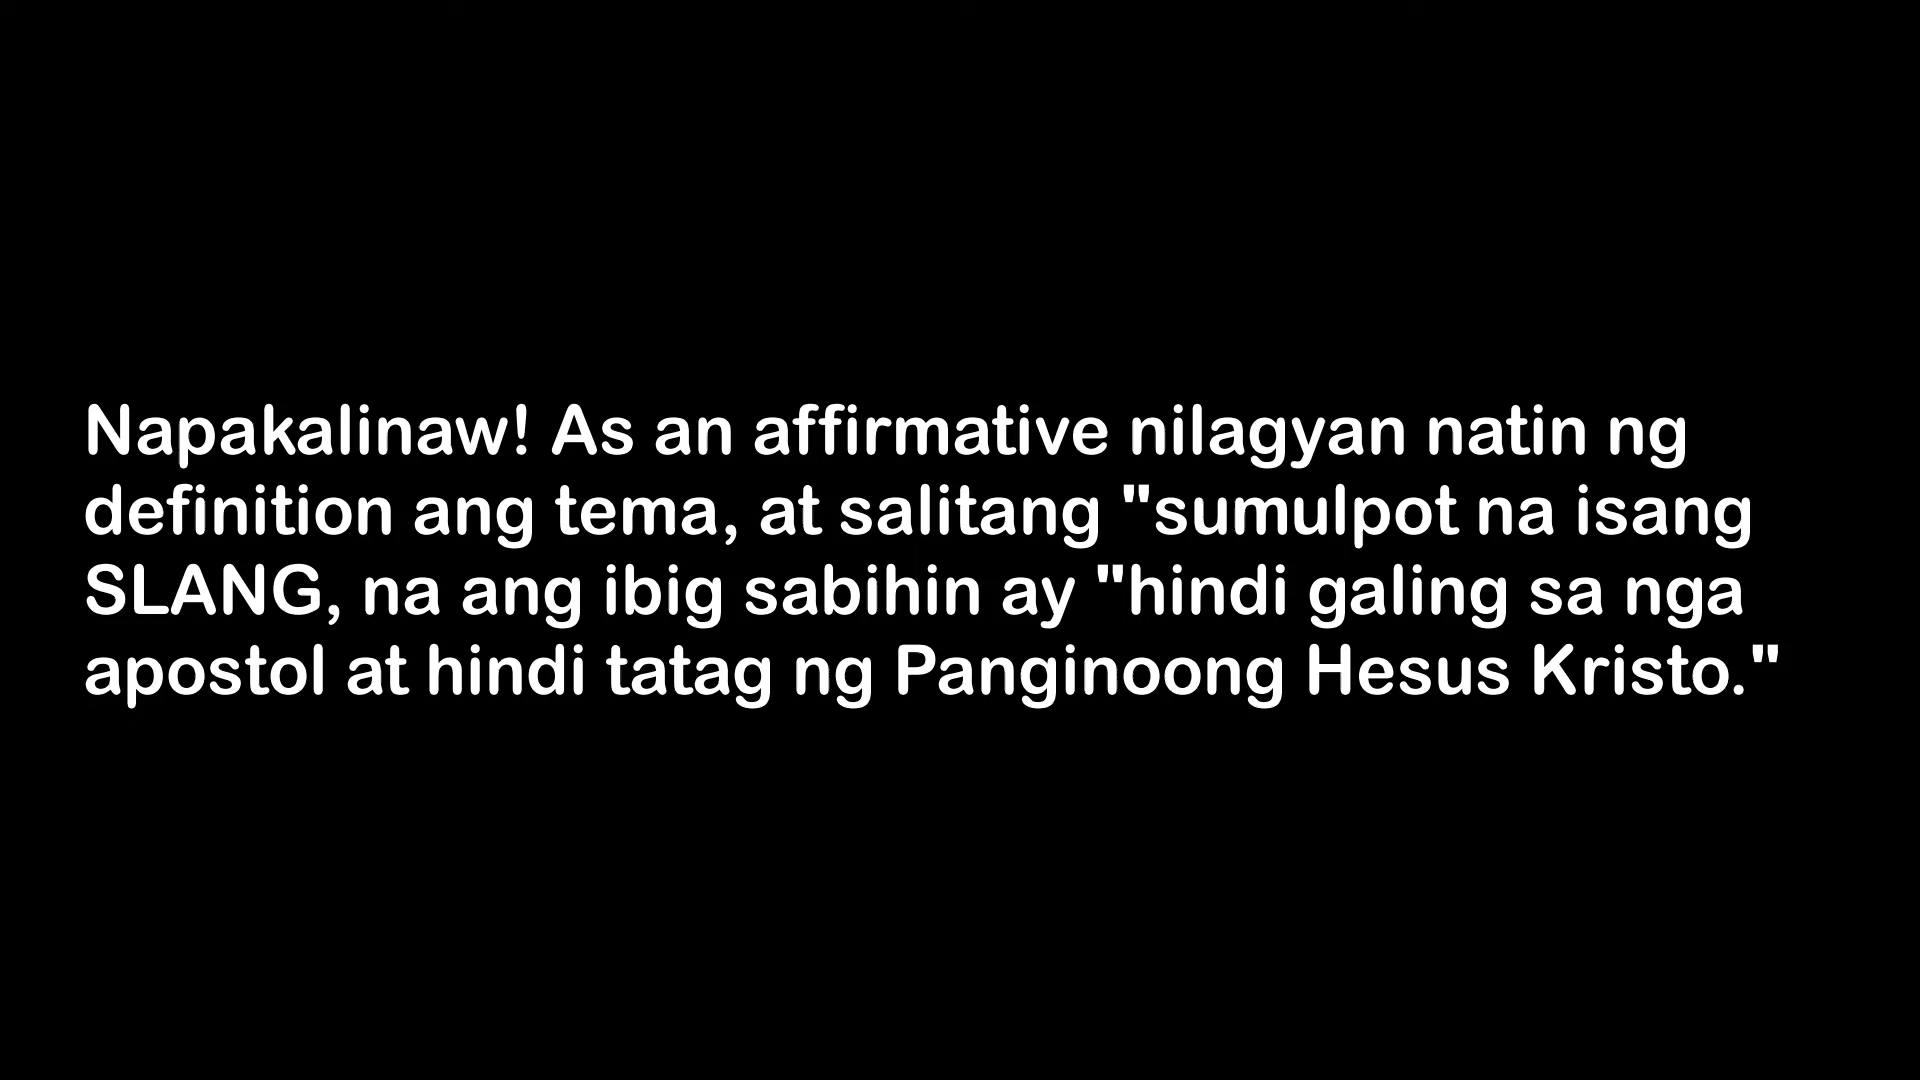 Napakalinaw! As an affirmative nilagyan natin ng
definition ang tema, at salitang "sumulpot na isang
SLANG, na ang ibig sabihin ay "hindi galing sa nga
apostol at hindi tatag ng Panginoong Hesus Kristo."